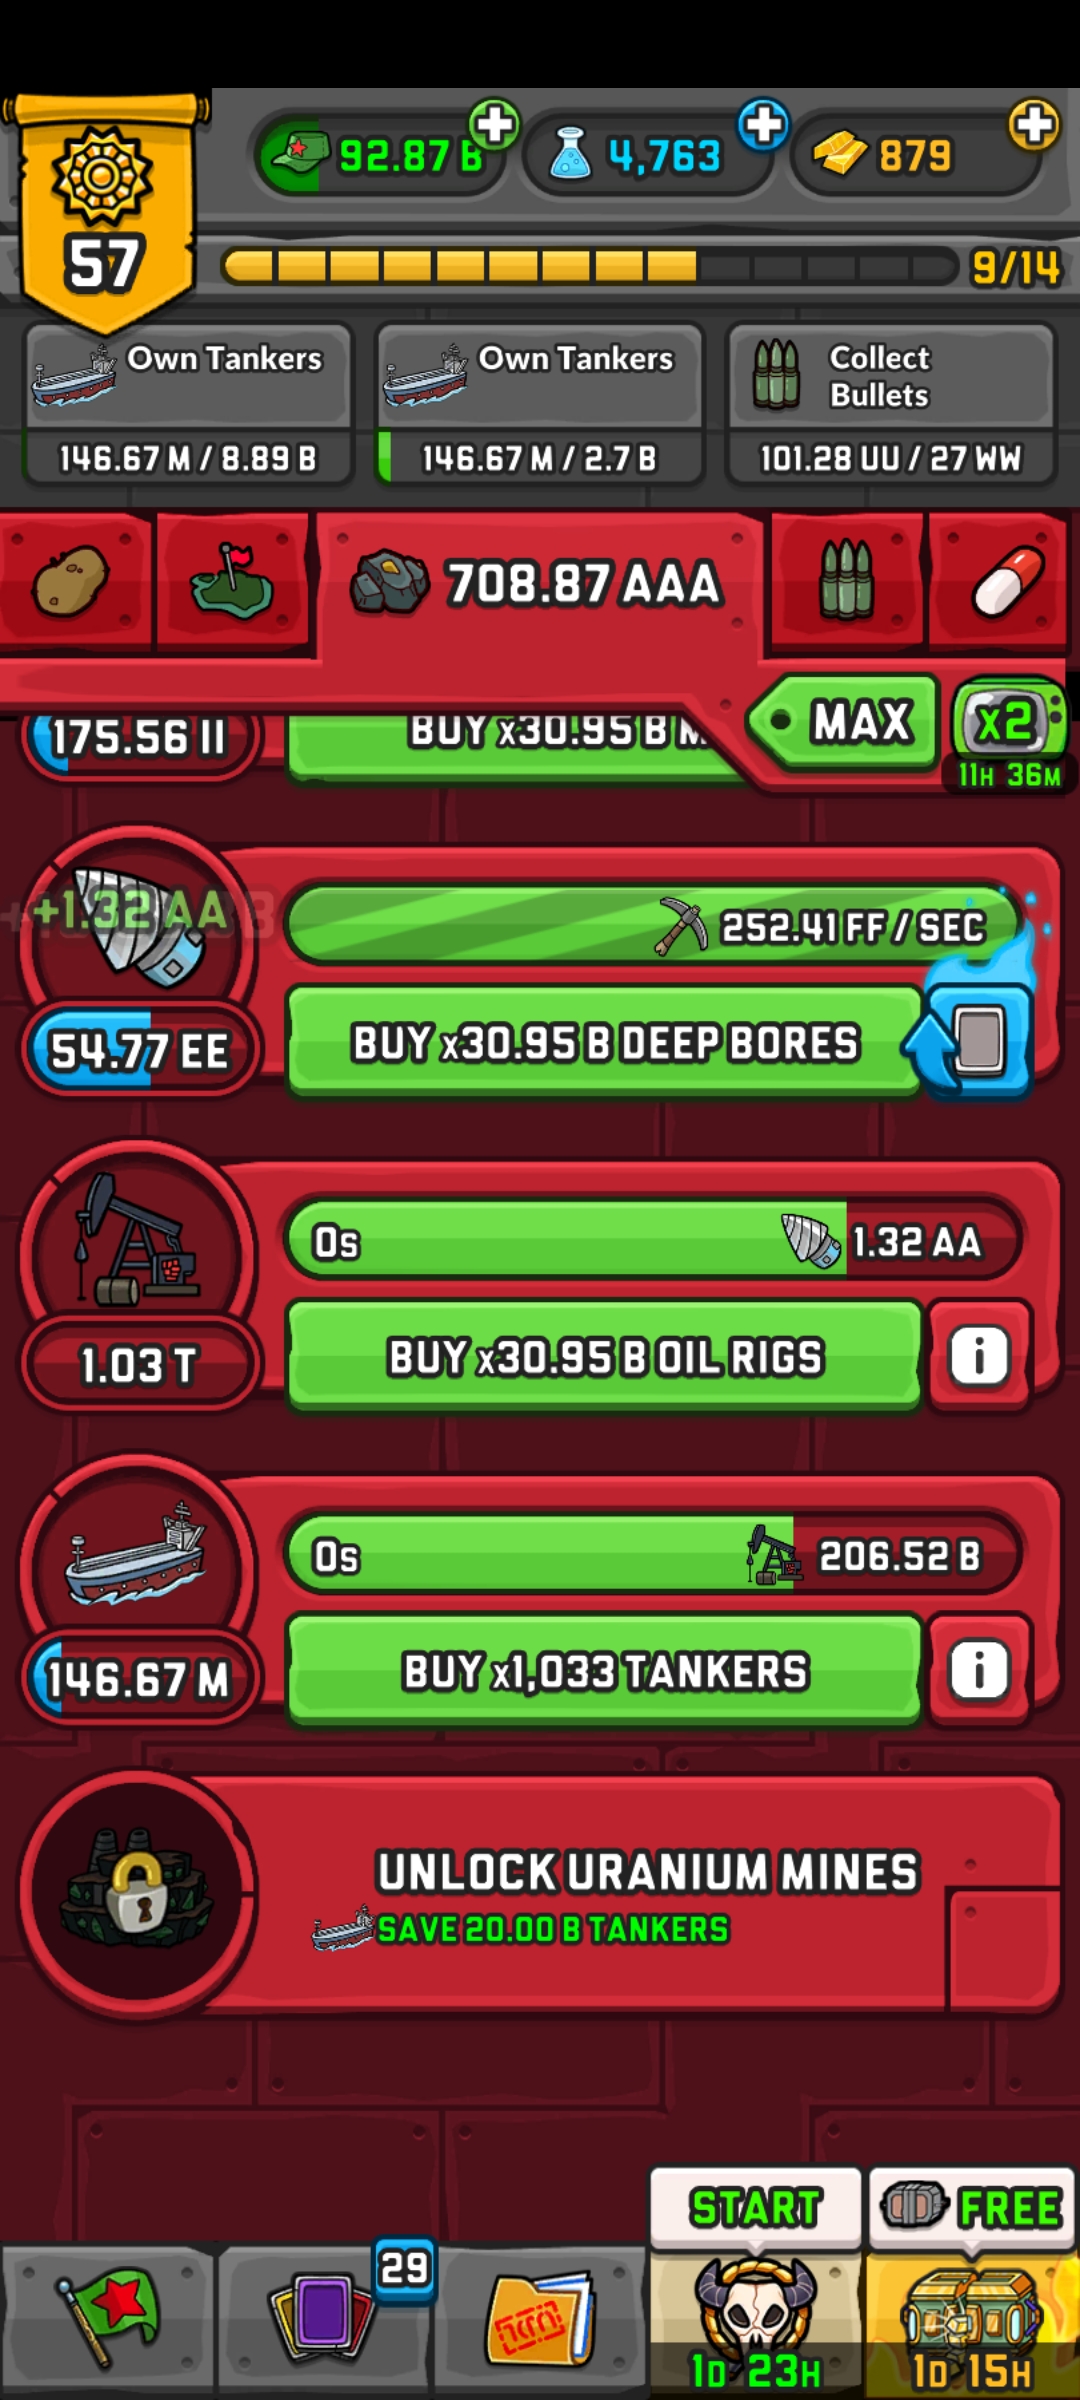 92.87 B
4,763
879
57
9/14
Own Tankers
146.67 M / 8.89 B
Own Tankers
146.67 M / 2.7 B
Collect
Bullets
101.28 UU / 27 WW
708.87 AAA
MAX
x2
11H 36M
175.56 II
BUY x30.95 B M
+1.32 AA
252.41 FF / SEC
54.77 EE
BUY x30.95 B DEEP BORES
0s
1.32 AA
1.03 T
BUY x30.95 B OIL RIGS
i
0s
206.52 B
146.67 M
BUY x1,033 TANKERS
i
UNLOCK URANIUM MINES
SAVE 20.00 B TANKERS
START
FREE
29
1D 23H
1D 15H